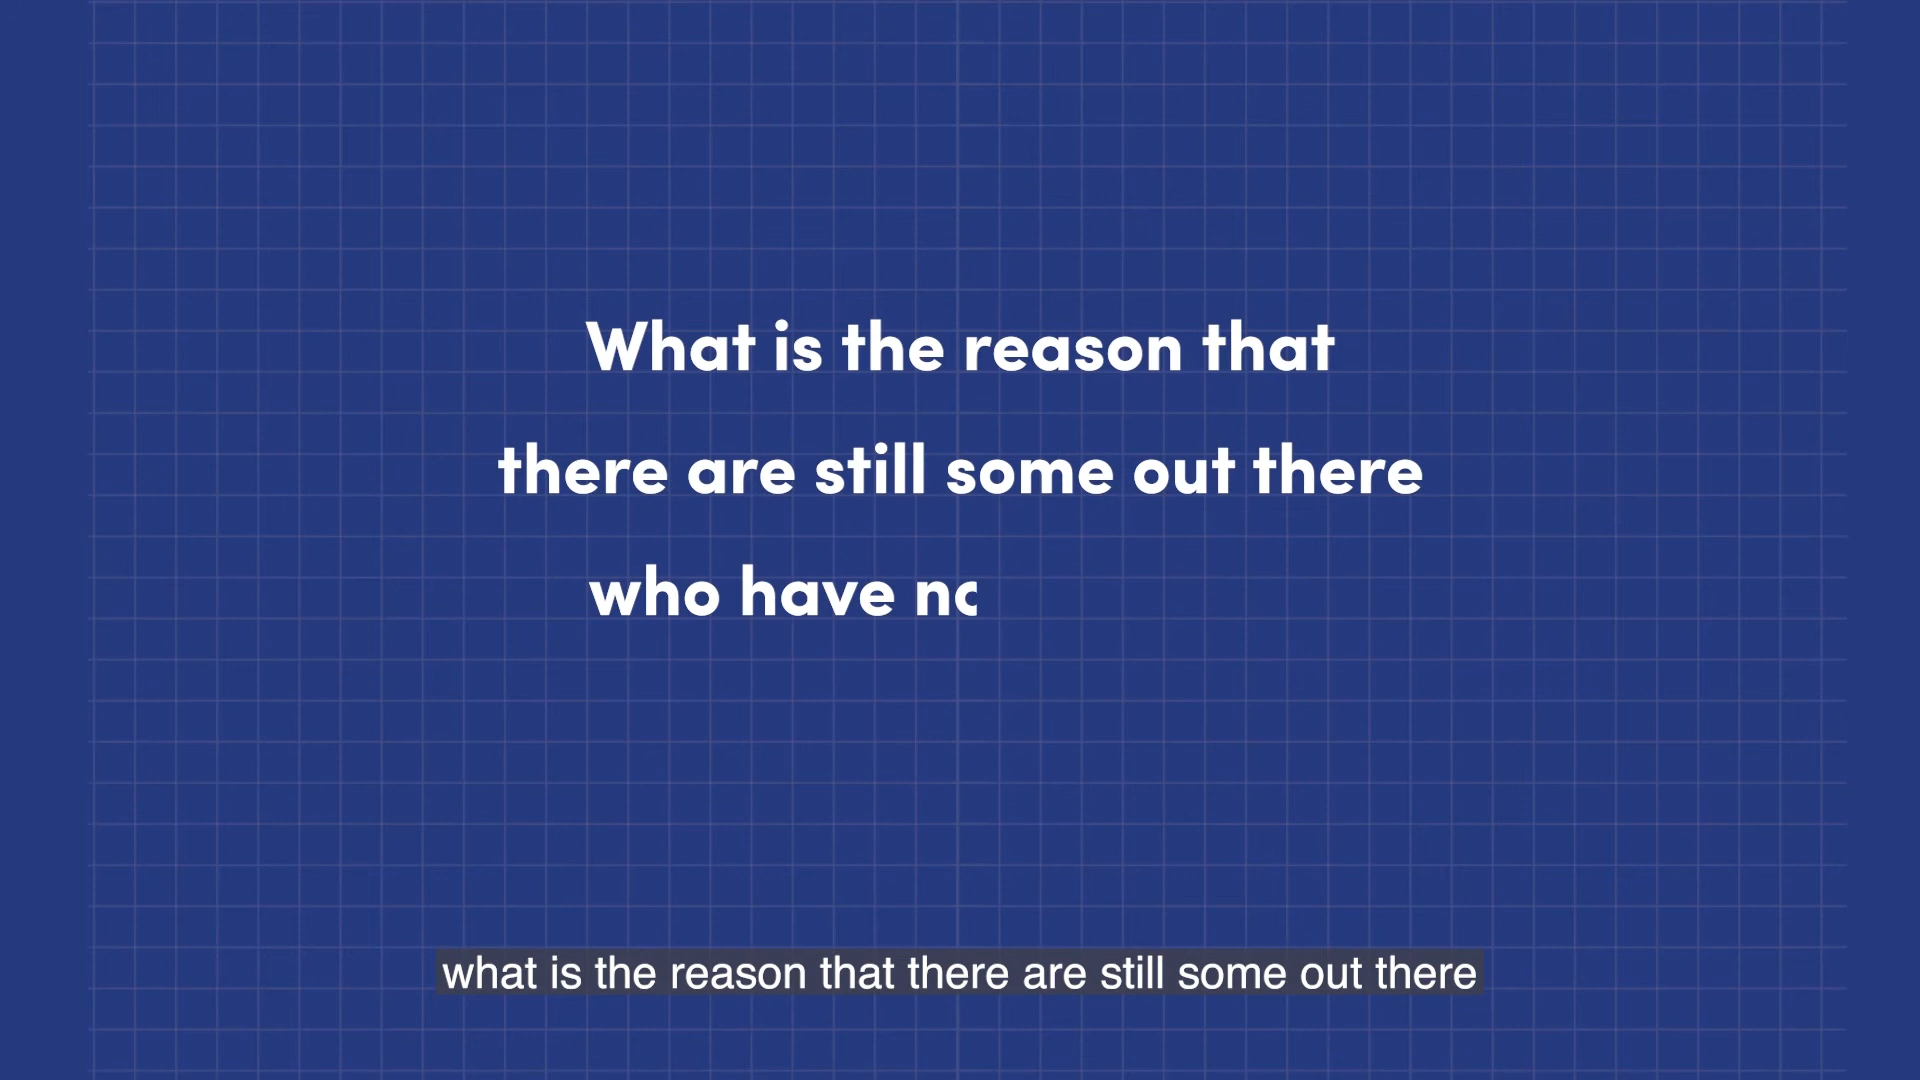 What is the reason that
there are still some out there
who have
what is the reason that there are still some out there